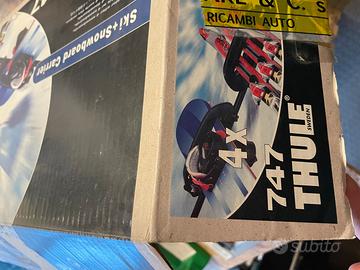 Ski+Snowboard Carrier
& C. s
RICAMBI AUTO
4x
747
THULE®
SWEDEN
subito